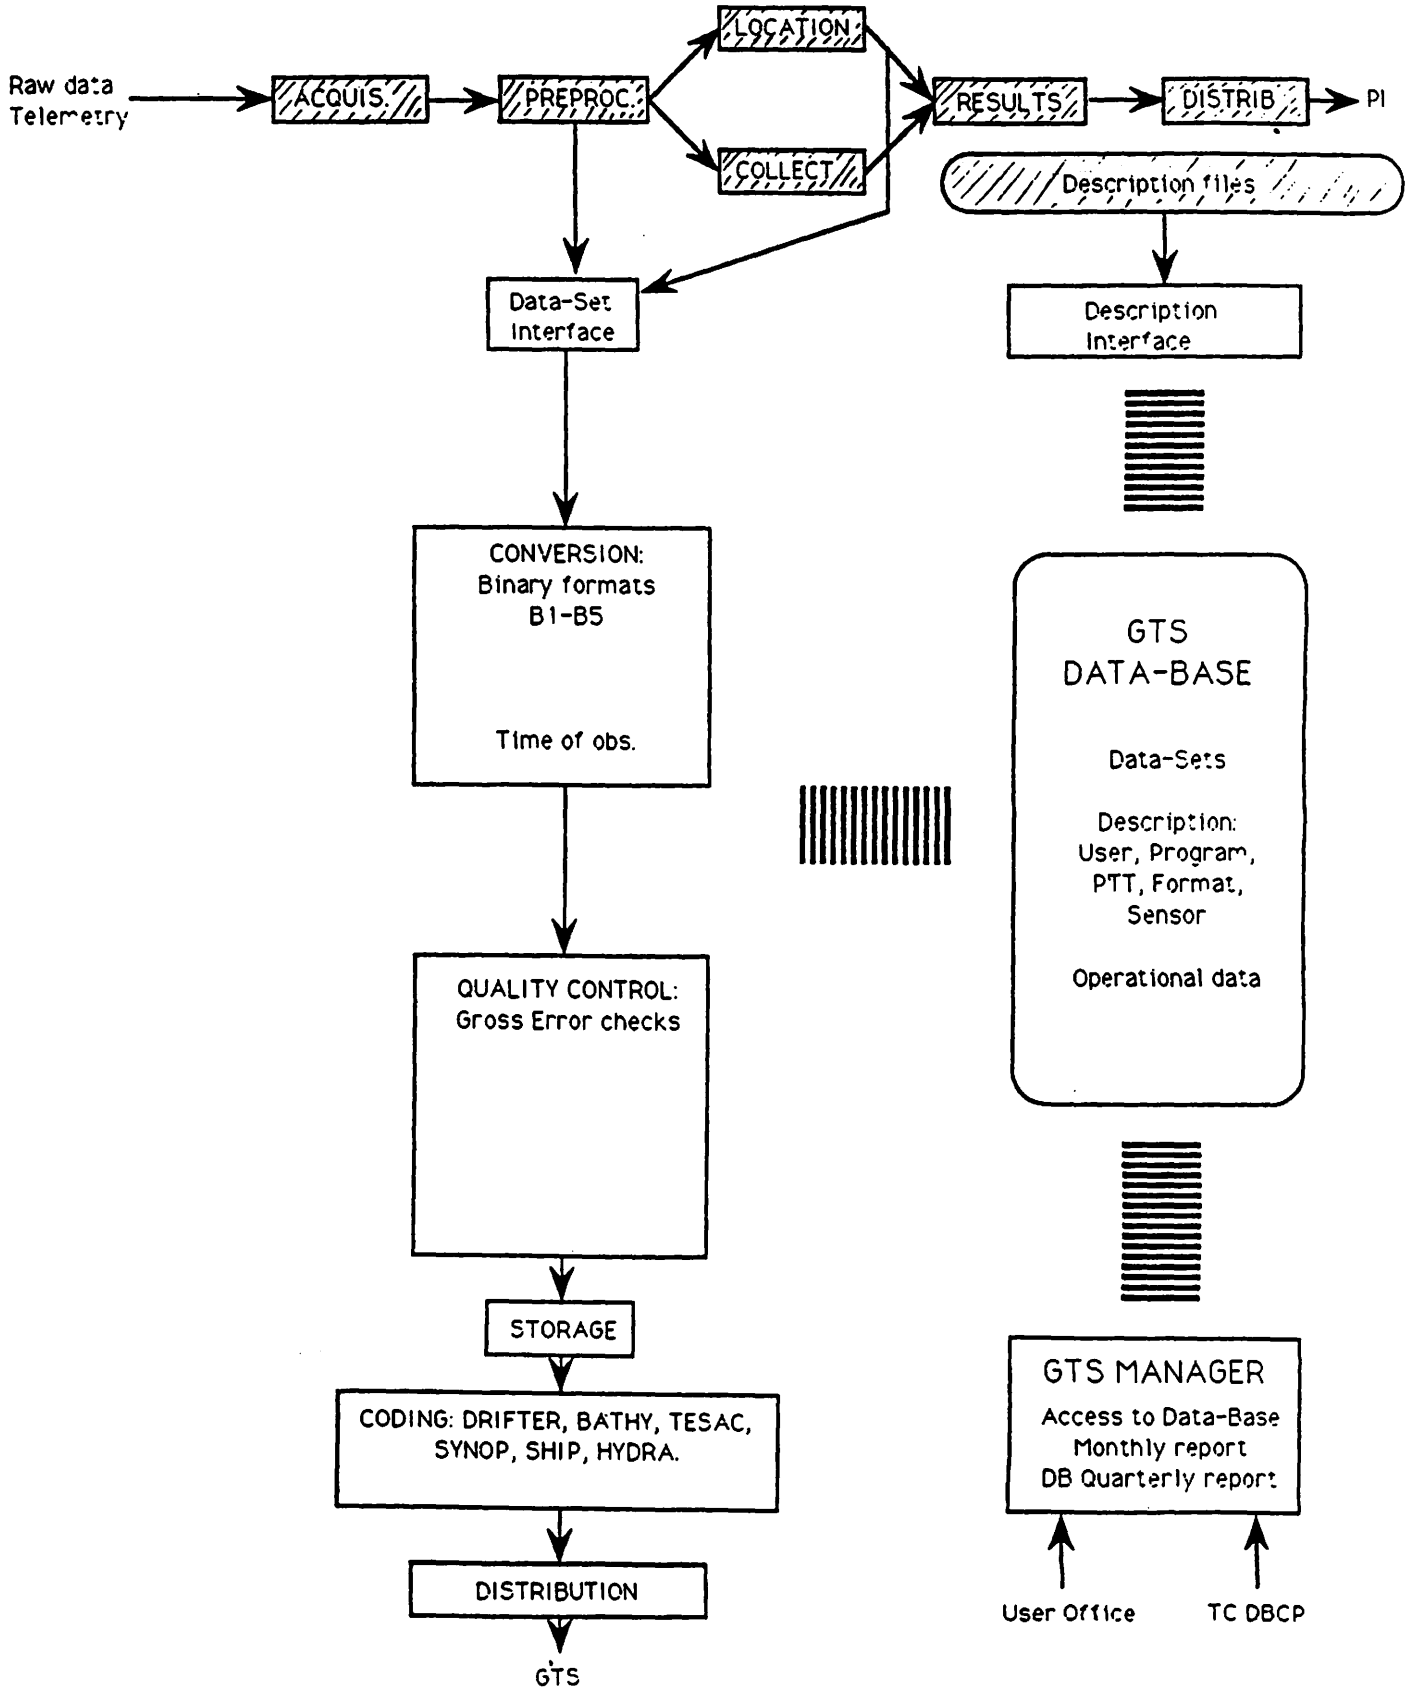 LOCATION
Raw data
Telemetry
ACQUIS.
PREPROC.
RESULTS
DISTRIB
PI
COLLECT
Description files
Data-Set
Interface
Description
Interface
CONVERSION:
Binary formats
B1-B5
Time of obs.
GTS
DATA-BASE
Data-Sets
Description:
User, Program,
PTT, Format,
Sensor
Operational data
QUALITY CONTROL:
Gross Error checks
STORAGE
CODING: DRIFTER, BATHY, TESAC,
SYNOP, SHIP, HYDRA.
DISTRIBUTION
GTS
GTS MANAGER
Access to Data-Base
Monthly report
DB Quarterly report
User Office
TC DBCP